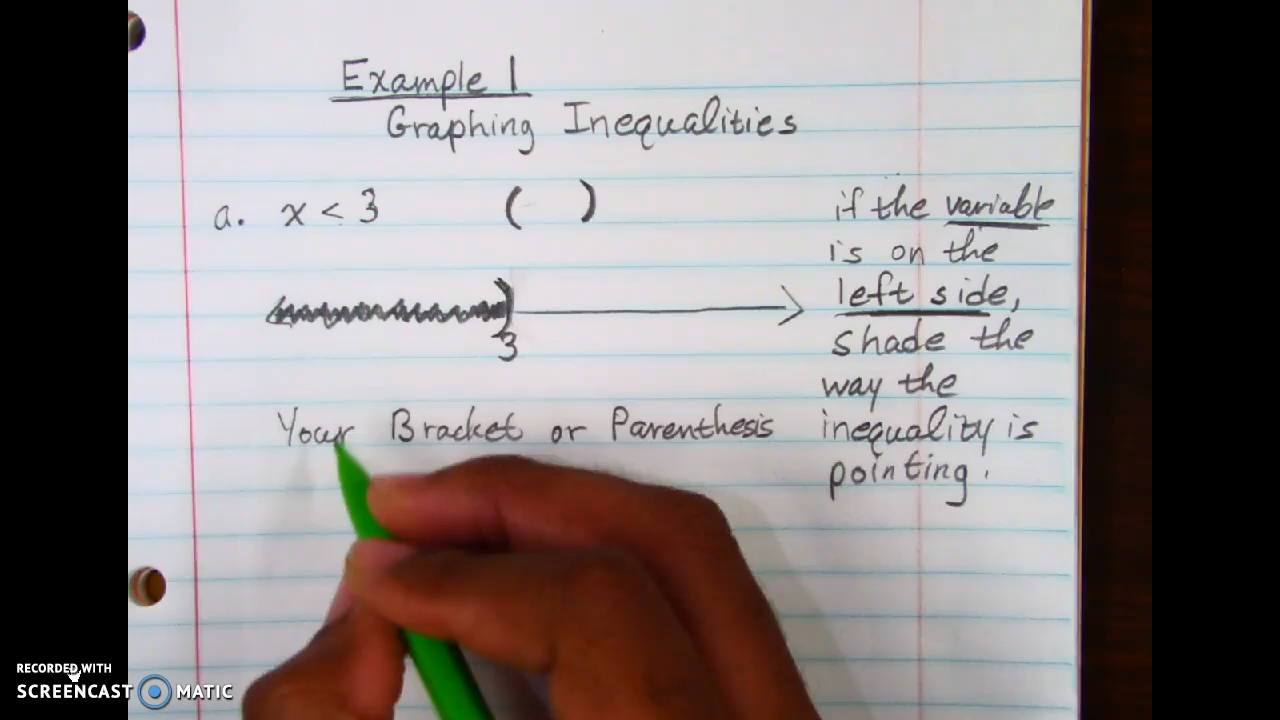 Example 1
Graphing Inequalities
a. x < 3 ( )
)
3
if the variable
is on the
left side,
shade the
way the
inequality is
pointing.
Your Bracket or Parenthesis
RECORDED WITH
SCREENCAST MATIC